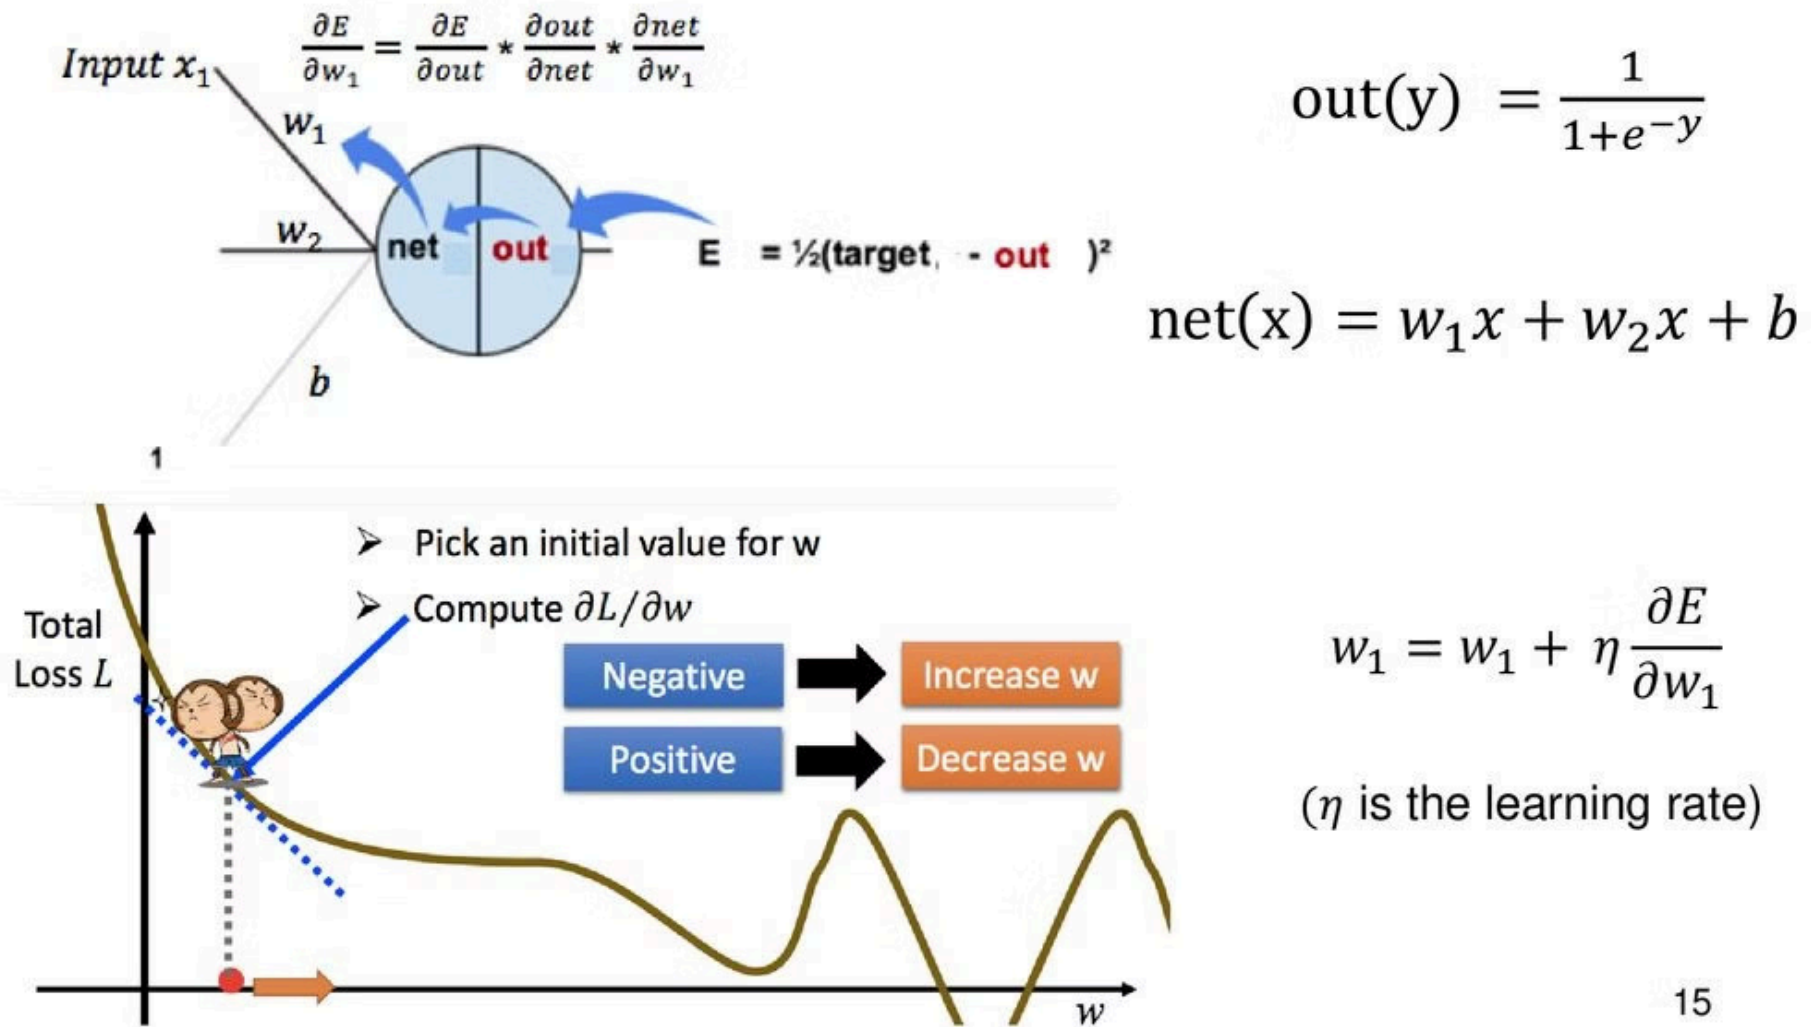 Input x₁
∂E/∂w₁ = ∂E/∂out * ∂out/∂net * ∂net/∂w₁
w₁
w₂
net
out
b
1
E = ½(target, - out )²
out(y) = 1/(1+e^(−y))
net(x) = w₁x + w₂x + b
Total
Loss L
➢ Pick an initial value for w
➢ Compute ∂L/∂w
Negative
Increase w
Positive
Decrease w
w
w₁ = w₁ + η ∂E/∂w₁
(η is the learning rate)
15